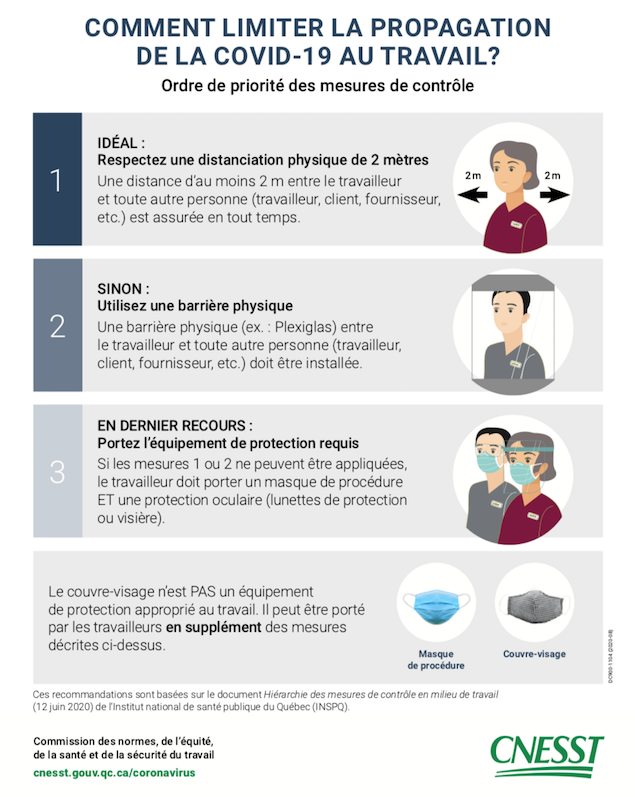 COMMENT LIMITER LA PROPAGATION
DE LA COVID-19 AU TRAVAIL?
Ordre de priorité des mesures de contrôle
1
IDÉAL :
Respectez une distanciation physique de 2 mètres
Une distance d'au moins 2 m entre le travailleur
et toute autre personne (travailleur, client, fournisseur,
etc.) est assurée en tout temps.
2 m
2 m
2
SINON :
Utilisez une barrière physique
Une barrière physique (ex. : Plexiglas) entre
le travailleur et toute autre personne (travailleur,
client, fournisseur, etc.) doit être installée.
3
EN DERNIER RECOURS :
Portez l'équipement de protection requis
Si les mesures 1 ou 2 ne peuvent être appliquées,
le travailleur doit porter un masque de procédure
ET une protection oculaire (lunettes de protection
ou visière).
Le couvre-visage n'est PAS un équipement
de protection approprié au travail. Il peut être porté
par les travailleurs en supplément des mesures
décrites ci-dessus.
Masque
de procédure
Couvre-visage
DC900-1104 (2020-08)
Ces recommandations sont basées sur le document Hiérarchie des mesures de contrôle en milieu de travail
(12 juin 2020) de l'Institut national de santé publique du Québec (INSPQ).
Commission des normes, de l'équité,
de la santé et de la sécurité du travail
cnesst.gouv.qc.ca/coronavirus
CNESST